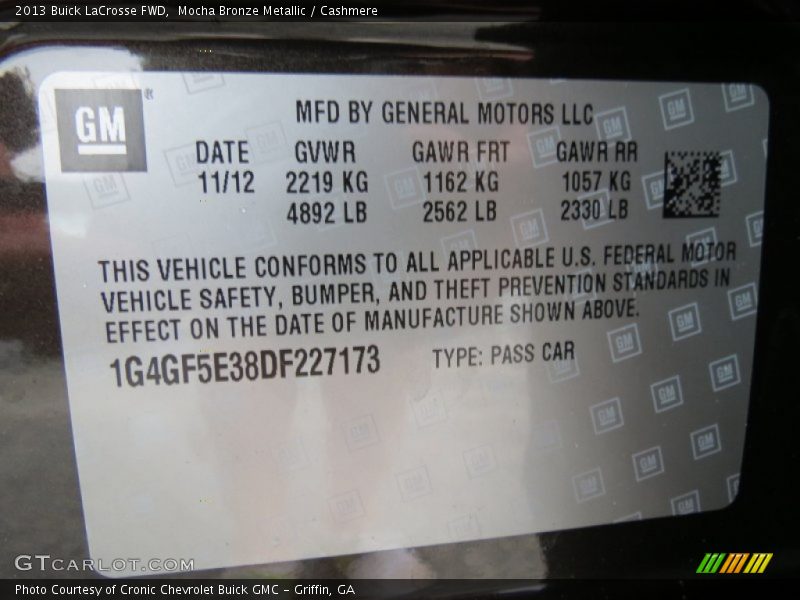 2013 Buick LaCrosse FWD,  Mocha Bronze Metallic / Cashmere
GM ®
MFD BY GENERAL MOTORS LLC
DATE GVWR GAWR FRT GAWR RR
11/12 2219 KG 1162 KG 1057 KG
4892 LB 2562 LB 2330 LB
THIS VEHICLE CONFORMS TO ALL APPLICABLE U.S. FEDERAL MOTOR
VEHICLE SAFETY, BUMPER, AND THEFT PREVENTION STANDARDS IN
EFFECT ON THE DATE OF MANUFACTURE SHOWN ABOVE.
1G4GF5E38DF227173 TYPE: PASS CAR
GTCARLOT.COM
Photo Courtesy of Cronic Chevrolet Buick GMC – Griffin, GA